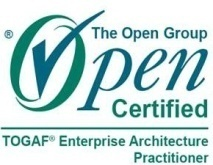 ® The Open Group
Open
Certified
TOGAF® Enterprise Architecture
Practitioner